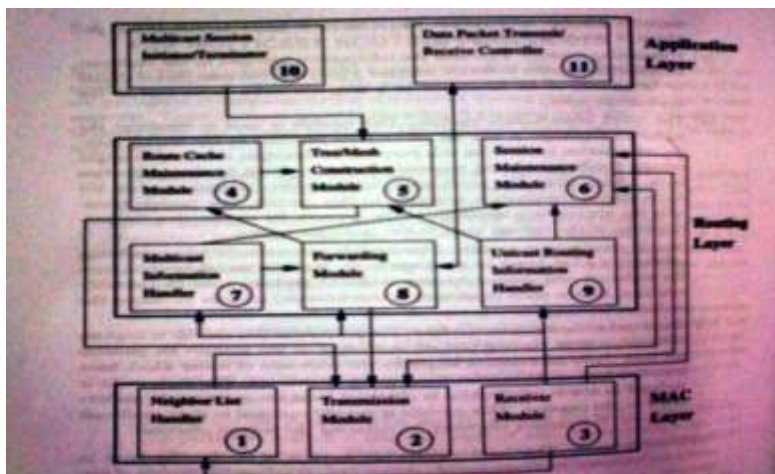 Multicast Session
Initiator/Terminator
10
Data Packet Transmit/
Receive Controller
11
Application
Layer
Route Cache
Maintenance
Module
4
Tree/Mesh
Construction
Module
5
Session
Maintenance
Module
6
Multicast
Information
Handler
7
Forwarding
Module
8
Unicast Routing
Information
Handler
9
Routing
Layer
Neighbor List
Handler
1
Transmission
Module
2
Receiver
Module
3
MAC
Layer